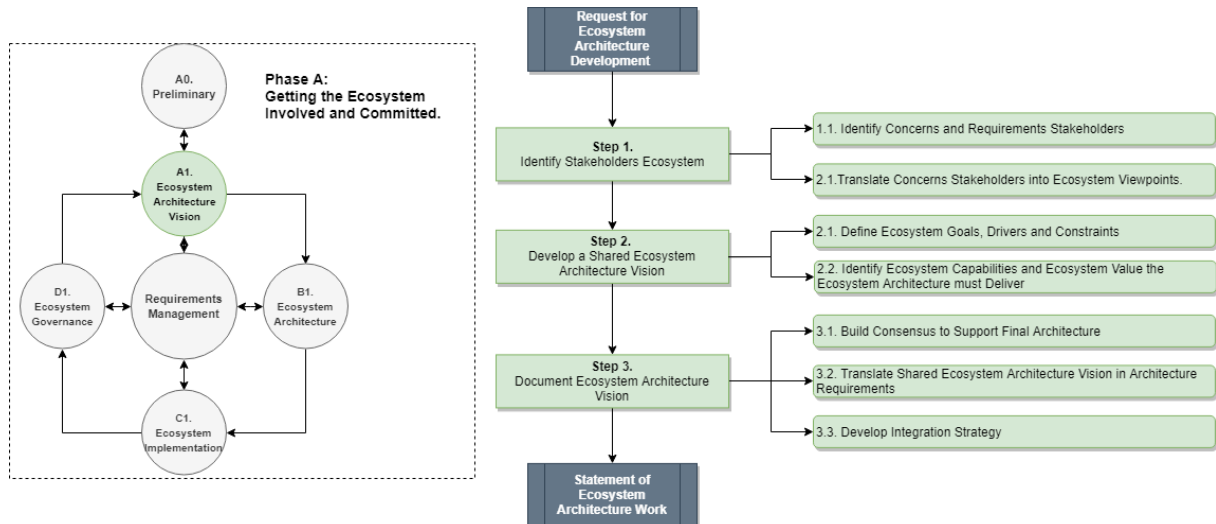 Phase A:
Getting the Ecosystem
Involved and Committed.
A0.
Preliminary
A1.
Ecosystem
Architecture
Vision
D1.
Ecosystem
Governance
Requirements
Management
B1.
Ecosystem
Architecture
C1.
Ecosystem
Implementation
Request for
Ecosystem
Architecture
Development
Step 1.
Identify Stakeholders Ecosystem
1.1. Identify Concerns and Requirements Stakeholders
2.1.Translate Concerns Stakeholders into Ecosystem Viewpoints.
Step 2.
Develop a Shared Ecosystem
Architecture Vision
2.1. Define Ecosystem Goals, Drivers and Constraints
2.2. Identify Ecosystem Capabilities and Ecosystem Value the
Ecosystem Architecture must Deliver
Step 3.
Document Ecosystem Architecture
Vision
3.1. Build Consensus to Support Final Architecture
3.2. Translate Shared Ecosystem Architecture Vision in Architecture
Requirements
3.3. Develop Integration Strategy
Statement of
Ecosystem
Architecture Work